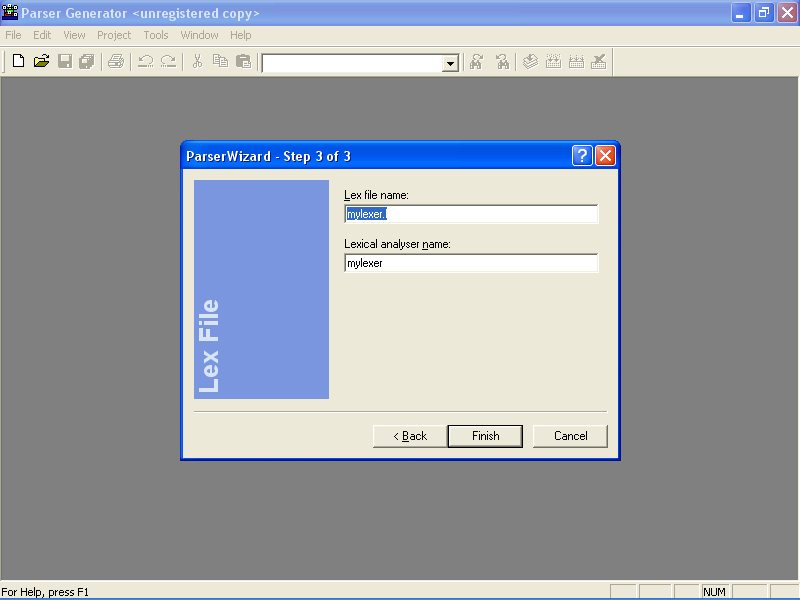 Parser Generator <unregistered copy>
File Edit View Project Tools Window Help
ParserWizard - Step 3 of 3
Lex file name:
mylexer.l
Lexical analyser name:
mylexer
Lex File
< Back Finish Cancel
For Help, press F1 NUM